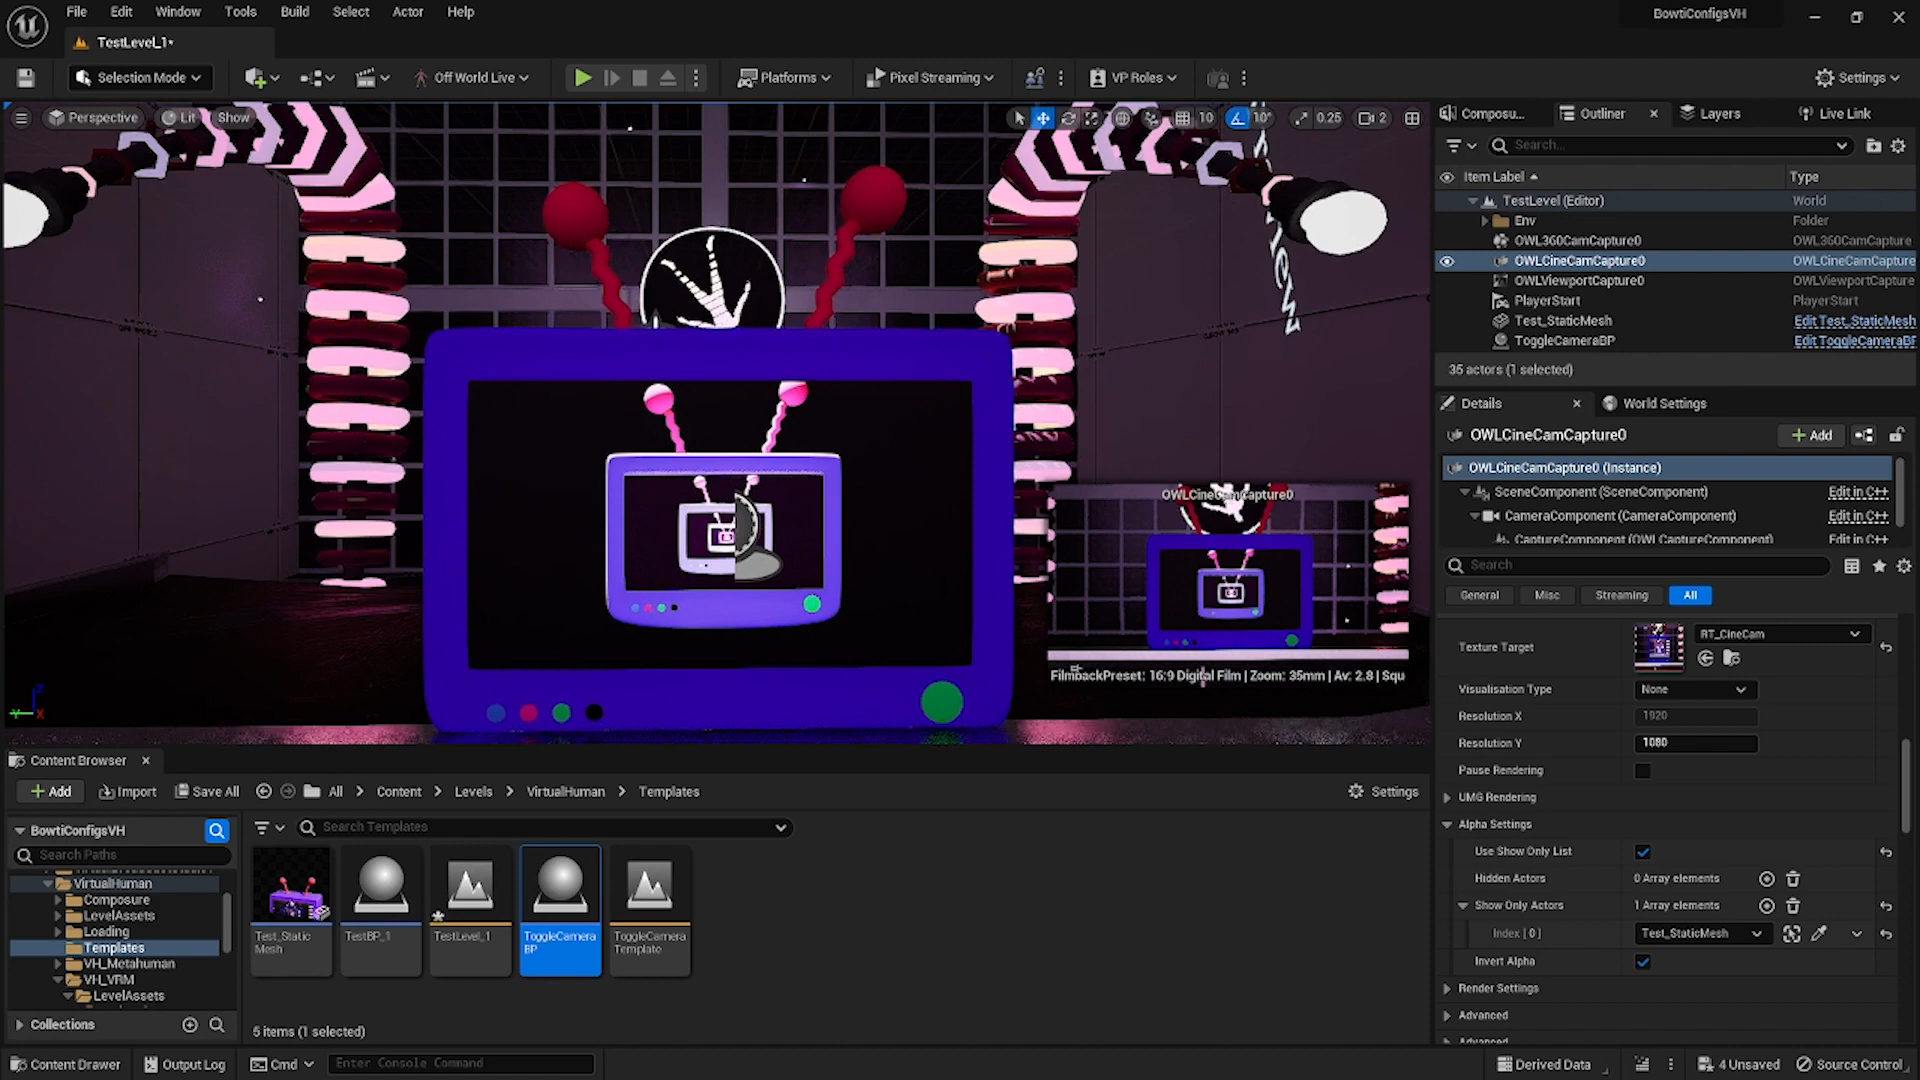 File Edit Window Tools Build Select Actor Help
BowtiConfigsVH
TestLevel_1*
Selection Mode
Off World Live
Platforms
Pixel Streaming
VP Roles
Settings
Perspective
Lit
Show
10
10°
0.25
2
OWLCineCamCapture0
FilmbackPreset: 16:9 Digital Film | Zoom: 35mm | Av: 2.8 | Squ
Composu...
Outliner
Layers
Live Link
Search...
Item Label
Type
TestLevel (Editor) World
Env Folder
OWL360CamCapture0 OWL360CamCapture
OWLCineCamCapture0 OWLCineCamCapture
OWLViewportCapture0 OWLViewportCapture
PlayerStart PlayerStart
Test_StaticMesh Edit Test_StaticMesh
ToggleCameraBP Edit ToggleCameraBP
35 actors (1 selected)
Details
World Settings
OWLCineCamCapture0
Add
OWLCineCamCapture0 (Instance)
SceneComponent (SceneComponent) Edit in C++
CameraComponent (CameraComponent) Edit in C++
CaptureComponent (OWLCaptureComponent) Edit in C++
Search
General Misc Streaming All
Texture Target RT_CineCam
Visualisation Type None
Resolution X 1920
Resolution Y 1080
Pause Rendering
UMG Rendering
Alpha Settings
Use Show Only List
Hidden Actors 0 Array elements
Show Only Actors 1 Array elements
Index [ 0 ] Test_StaticMesh
Invert Alpha
Render Settings
Advanced
Advanced
Content Browser
Add Import Save All All Content Levels VirtualHuman Templates Settings
BowtiConfigsVH
Search Paths
VirtualHuman
Composure
LevelAssets
Loading
Templates
VH_Metahuman
VH_VRM
LevelAssets
Collections
Search Templates
Test_Static
Mesh
TestBP_1
TestLevel_1
ToggleCamera
BP
ToggleCamera
Template
5 items (1 selected)
Content Drawer Output Log Cmd Enter Console Command
Derived Data 4 Unsaved Source Control